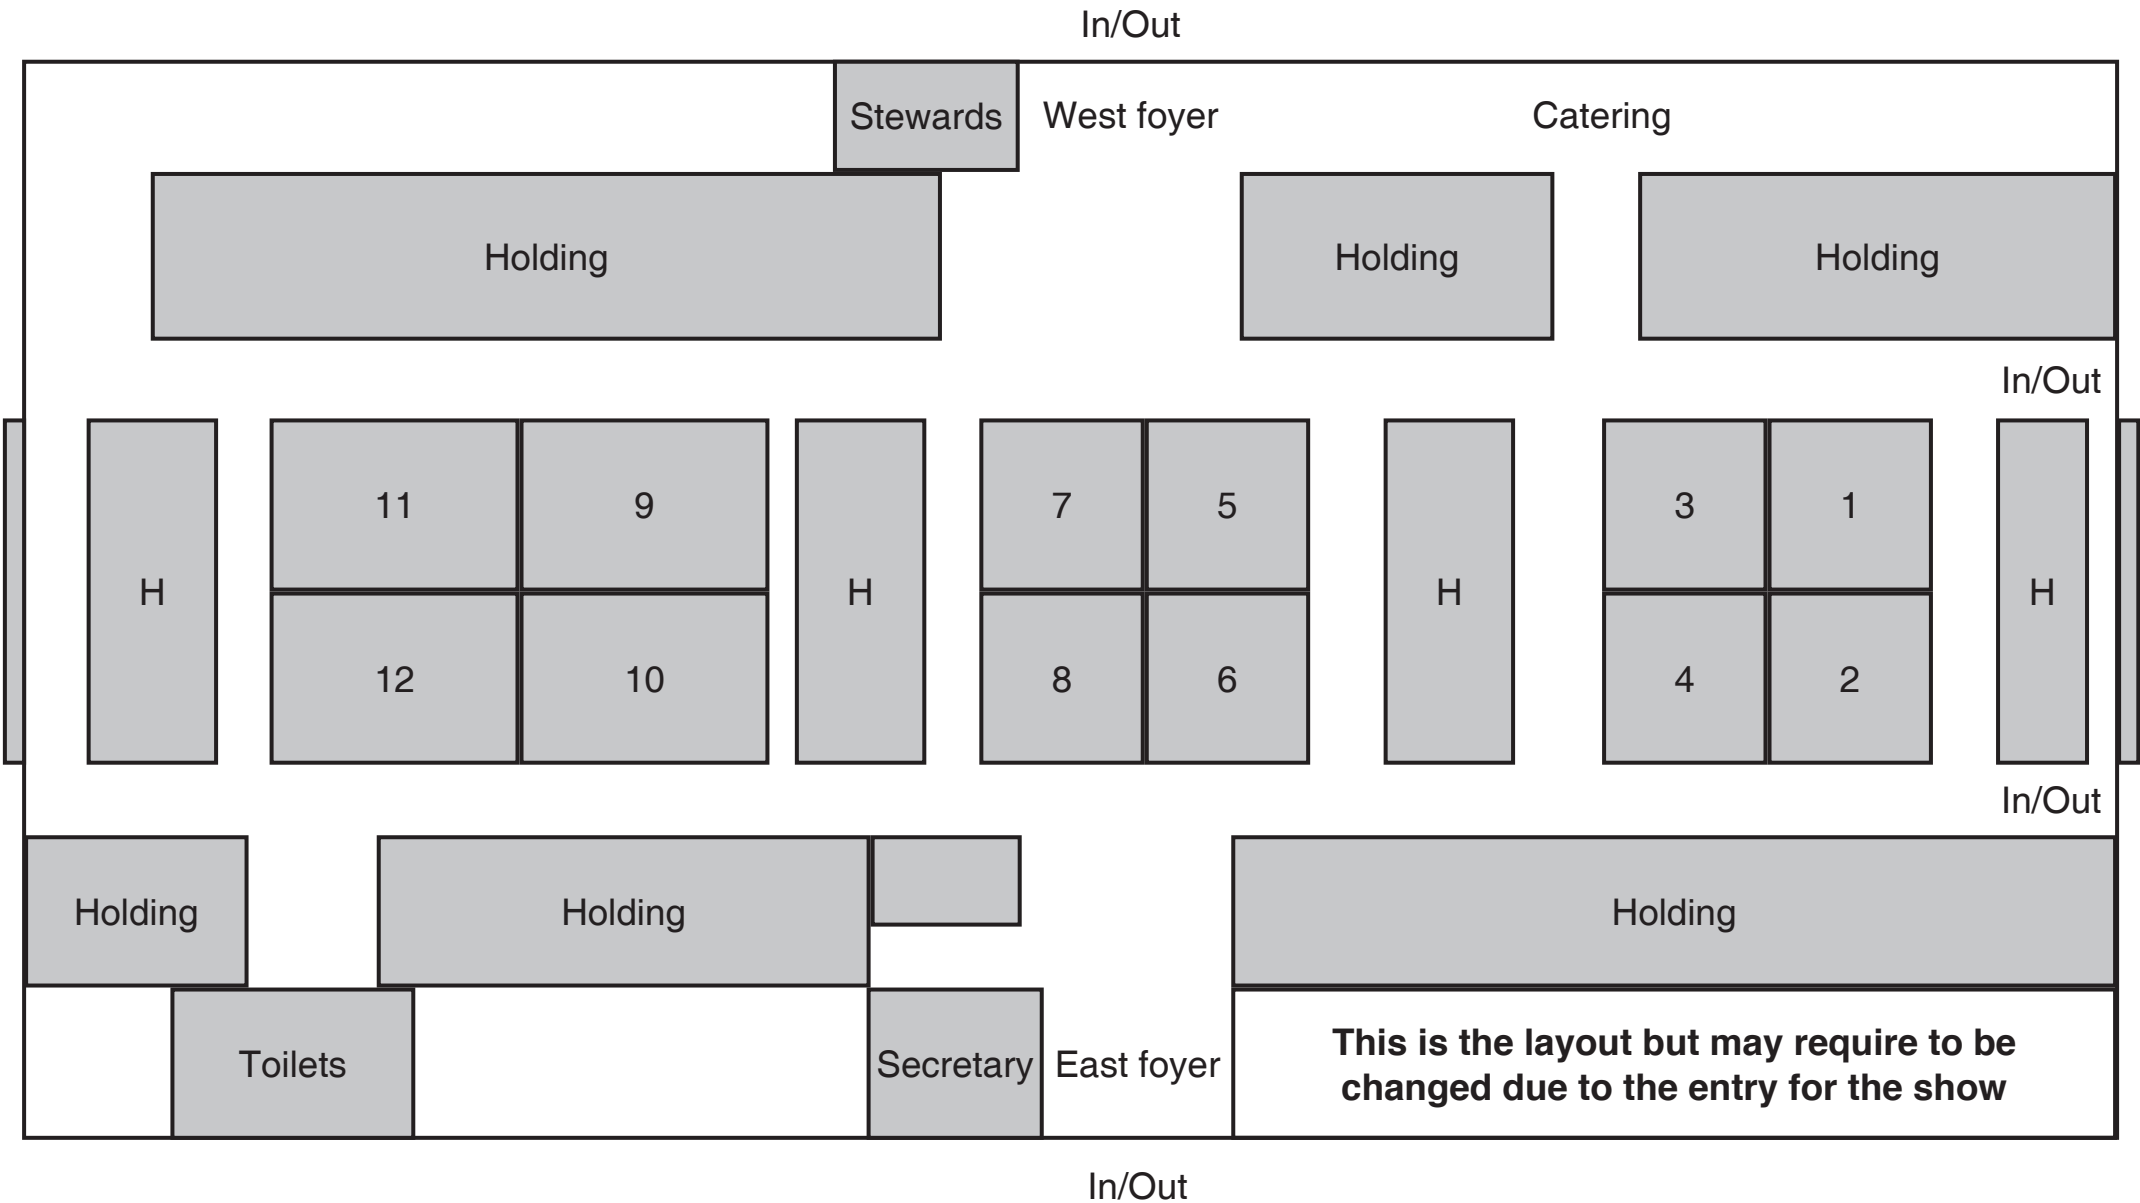 In/Out
Stewards West foyer Catering
Holding Holding Holding
In/Out
11 9 7 5 3 1
H H H H
12 10 8 6 4 2
In/Out
Holding Holding Holding
This is the layout but may require to be
Toilets Secretary East foyer
changed due to the entry for the show
In/Out